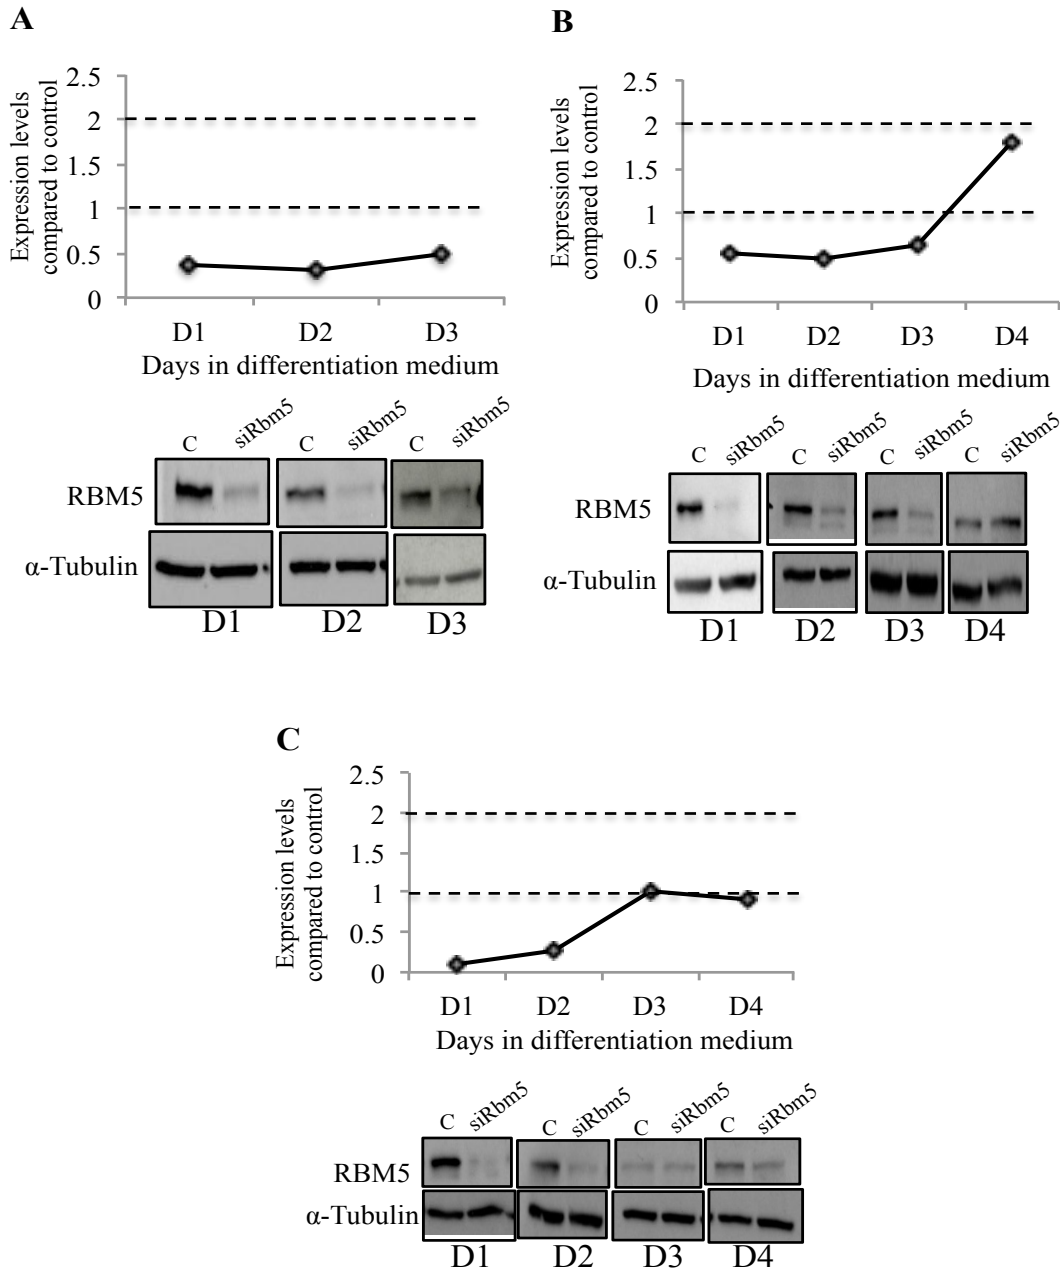 A
Expression levels
compared to control
2.5
2
1.5
1
0.5
0
D1 D2 D3
Days in differentiation medium
C siRbm5 C siRbm5 C siRbm5
RBM5
α-Tubulin
D1 D2 D3
B
Expression levels
compared to control
2.5
2
1.5
1
0.5
0
D1 D2 D3 D4
Days in differentiation medium
C siRbm5 C siRbm5 C siRbm5 C siRbm5
RBM5
α-Tubulin
D1 D2 D3 D4
C
Expression levels
compared to control
2.5
2
1.5
1
0.5
0
D1 D2 D3 D4
Days in differentiation medium
C siRbm5 C siRbm5 C siRbm5 C siRbm5
RBM5
α-Tubulin
D1 D2 D3 D4